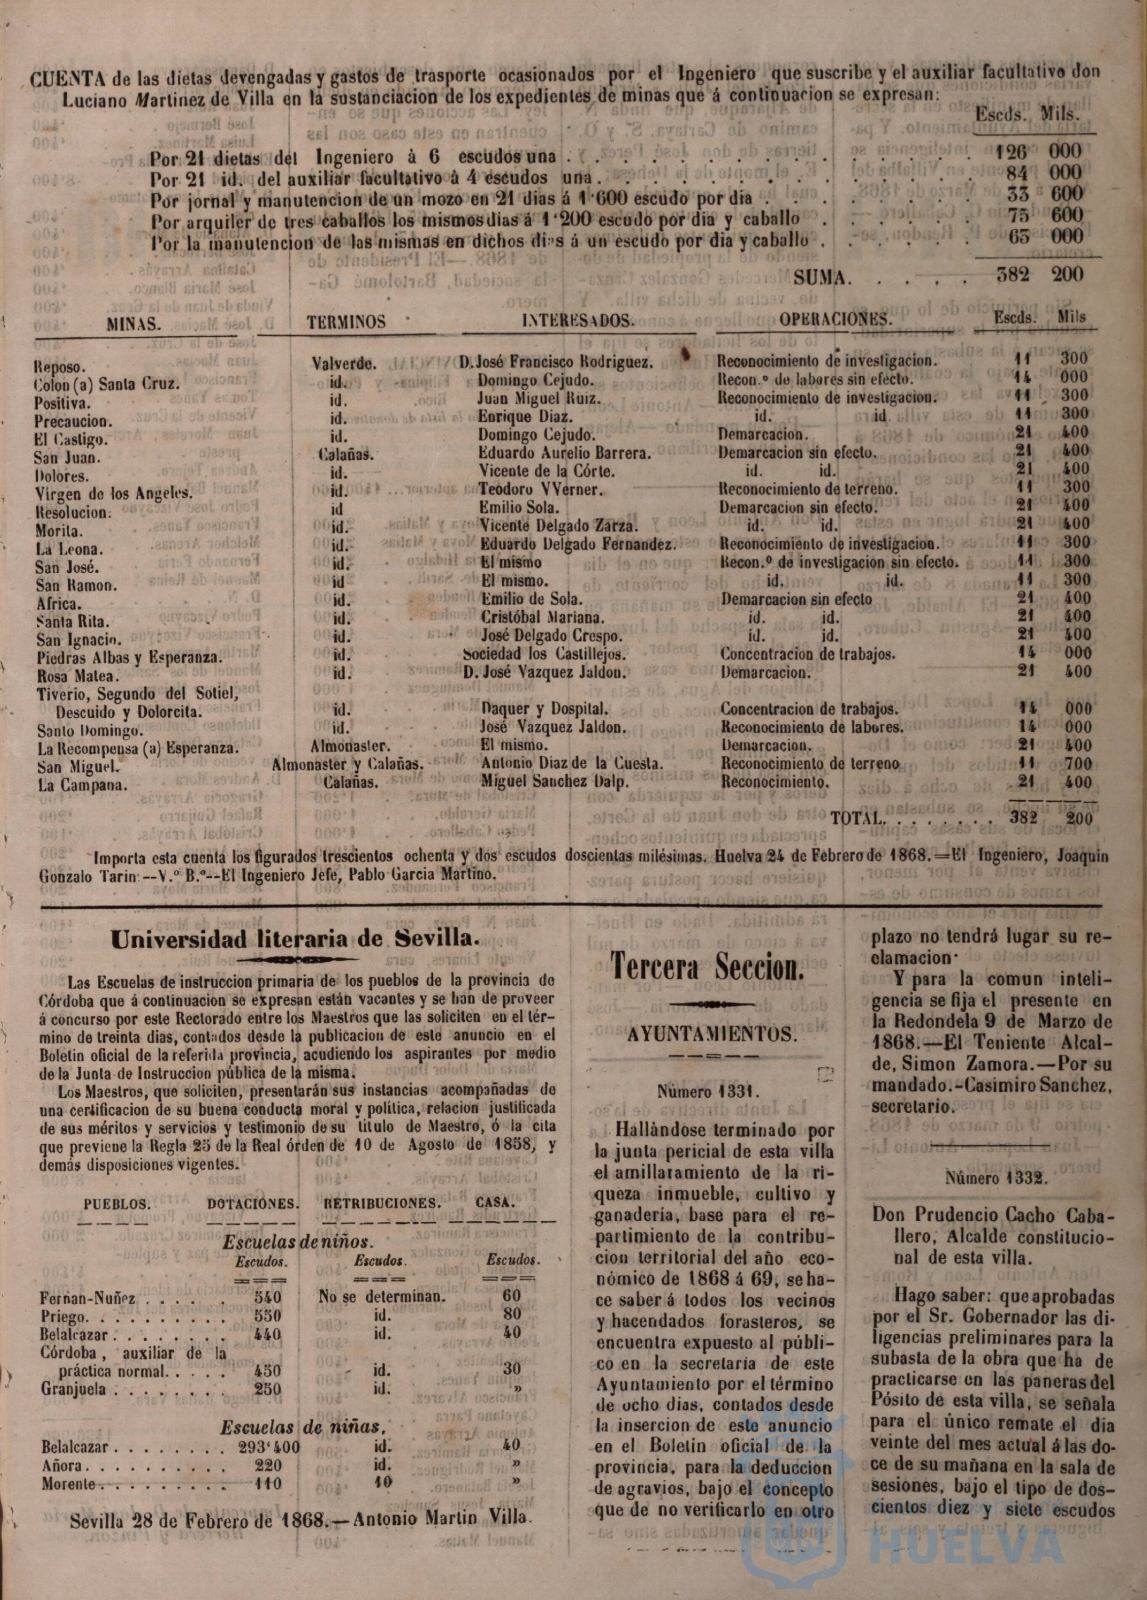 CUENTA de las dietas devengadas y gastos de trasporte ocasionados por el Ingeniero que suscribe y el auxiliar facultativo don
Luciano Martinez de Villa en la sustanciacion de los expedientes de minas que á continuacion se expresan:
Escds. Mils.
Por 21 dietas del Ingeniero á 6 escudos una . . . . . . . . . . . . . . 126 000
Por 21 id. del auxiliar facultativo á 4 escudos una. . . . . . . . . . . . . 84 000
Por jornal y manutencion de un mozo en 21 dias á 1'600 escudo por dia . . . . . . . 33 600
Por arquiler de tres caballos los mismos dias á 1'200 escudo por dia y caballo . . . . . 75 600
Por la manutencion de las mismas en dichos dias á un escudo por dia y caballo . . . . . 63 000
SUMA. . . . . . 382 200
MINAS. TERMINOS INTERESADOS. OPERACIONES. Escds. Mils
Reposo. Valverde. D. José Francisco Rodriguez. Reconocimiento de investigacion. 11 300
Colon (a) Santa Cruz. id. Domingo Cejudo. Recon.º de labores sin efecto. 14 000
Positiva. id. Juan Miguel Ruiz. Reconocimiento de investigacion. 11 300
Precaucion. id. Enrique Diaz. id. id. 11 300
El Castigo. id. Domingo Cejudo. Demarcacion. 21 400
San Juan. Calañas. Eduardo Aurelio Barrera. Demarcacion sin efecto. 21 400
Dolores. id. Vicente de la Córte. id. id. 21 400
Virgen de los Angeles. id. Teodoro VVerner. Reconocimiento de terreno. 11 300
Resolucion. id Emilio Sola. Demarcacion sin efecto. 21 400
Morita. id. Vicente Delgado Zarza. id. id. 21 400
La Leona. id. Eduardo Delgado Fernandez. Reconocimiento de investigacion. 11 300
San José. id. El mismo Recon.º de investigacion sin efecto. 11 300
San Ramon. id El mismo. id. id. 11 300
Africa. id. Emilio de Sola. Demarcacion sin efecto 21 400
Santa Rita. id. Cristóbal Mariana. id. id. 21 400
San Ignacio. id. José Delgado Crespo. id. id. 21 400
Piedras Albas y Esperanza. id. Sociedad los Castillejos. Concentracion de trabajos. 14 000
Rosa Matea. id. D. José Vazquez Jaldon. Demarcacion. 21 400
Tiverio, Segundo del Sotiel,
Descuido y Dolorcita. id. Daquer y Dospital. Concentracion de trabajos. 14 000
Santo Domingo. id. José Vazquez Jaldon. Reconocimiento de labores. 14 000
La Recompensa (a) Esperanza. Almonaster. El mismo. Demarcacion. 21 400
San Miguel. Almonaster y Calañas. Antonio Diaz de la Cuesta. Reconocimiento de terreno 11 700
La Campana. Calañas. Miguel Sanchez Dalp. Reconocimiento. 21 400
TOTAL. . . . . . . . 382 200
Importa esta cuenta los figurados trescientos ochenta y dos escudos doscientas milésimas. Huelva 24 de Febrero de 1868.=El Ingeniero, Joaquin
Gonzalo Tarin.--V.º B.º--El Ingeniero Jefe, Pablo Garcia Martino.
Universidad literaria de Sevilla.
Las Escuelas de instruccion primaria de los pueblos de la provincia de
Córdoba que á continuacion se expresan están vacantes y se han de proveer
á concurso por este Rectorado entre los Maestros que las soliciten en el tér-
mino de treinta dias, contados desde la publicacion de este anuncio en el
Boletin oficial de la referida provincia, acudiendo los aspirantes por medio
de la Junta de Instruccion pública de la misma.
Los Maestros, que soliciten, presentarán sus instancias acompañadas de
una certificacion de su buena conducta moral y política, relacion justificada
de sus méritos y servicios y testimonio de su título de Maestro, ó la cita
que previene la Regla 25 de la Real órden de 10 de Agosto de 1858, y
demás disposiciones vigentes.
PUEBLOS. DOTACIONES. RETRIBUCIONES. CASA.
Escuelas de niños.
Escudos. Escudos. Escudos.
Fernan-Nuñez . . . . . 540 No se determinan. 60
Priego. . . . . . . . . . 550 id. 80
Belalcazar . . . . . . . . 440 id. 40
Córdoba, auxiliar de la
práctica normal. . . . . 450 id. 30
Granjuela . . . . . . . . 250 id. »
Escuelas de niñas.
Belalcazar . . . . . . . . 293'400 id. 40
Añora. . . . . . . . . . 220 id. »
Morente. . . . . . . . . 110 10 »
Sevilla 28 de Febrero de 1868.—Antonio Martin Villa.
Tercera Seccion.
AYUNTAMIENTOS.
Número 1331.
Hallándose terminado por
la junta pericial de esta villa
el amillaramiento de la ri-
queza inmueble, cultivo y
ganadería, base para el re-
partimiento de la contribu-
cion territorial del año eco-
nómico de 1868 á 69, se ha-
ce saber á todos los vecinos
y hacendados forasteros, se
encuentra expuesto al públi-
co en la secretaría de este
Ayuntamiento por el término
de ocho dias, contados desde
la insercion de este anuncio
en el Boletin oficial de la
provincia, para la deduccion
de agravios, bajo el concepto
que de no verificarlo en otro
plazo no tendrá lugar su re-
clamacion.
Y para la comun inteli-
gencia se fija el presente en
la Redondela 9 de Marzo de
1868.—El Teniente Alcal-
de, Simon Zamora.—Por su
mandado.-Casimiro Sanchez,
secretario.
Número 1332.
Don Prudencio Cacho Caba-
llero, Alcalde constitucio-
nal de esta villa.
Hago saber: que aprobadas
por el Sr. Gobernador las di-
ligencias preliminares para la
subasta de la obra que ha de
practicarse en las paneras del
Pósito de esta villa, se señala
para el único remate el dia
veinte del mes actual á las do-
ce de su mañana en la sala de
sesiones, bajo el tipo de dos-
cientos diez y siete escudos
HUELVA